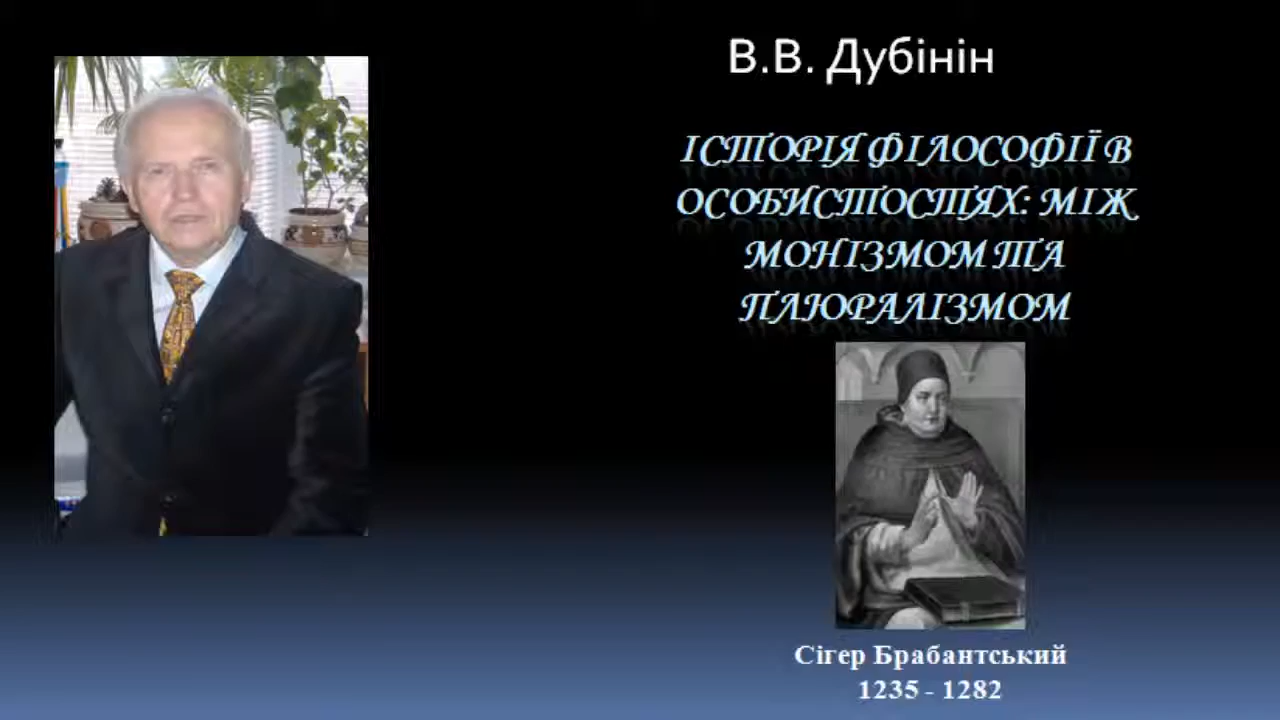 В.В. Дубінін
ІСТОРІЯ ФІЛОСОФІЇ В
ОСОБИСТОСТЯХ: МІЖ
МОНІЗМОМ ТА
ПЛЮРАЛІЗМОМ
Сігер Брабантський
1235 - 1282